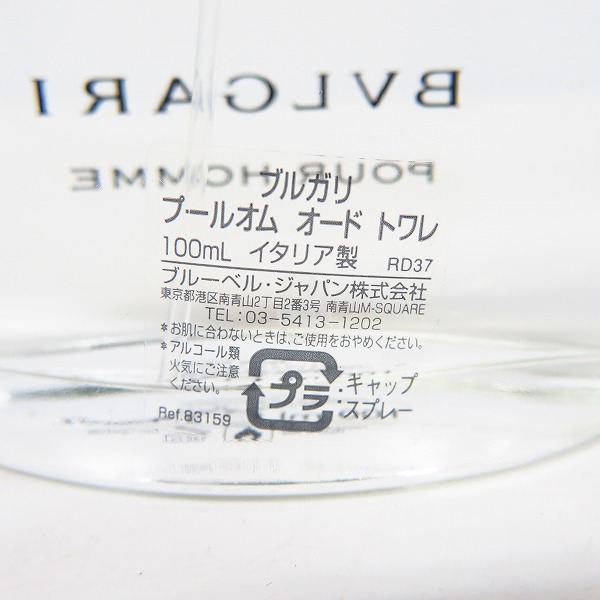 BVLGARI
POUR HOMME
ブルガリ
プールオム オード トワレ
100mL イタリア製 RD37
ブルーベル・ジャパン株式会社
東京都港区南青山2丁目2番3号 南青山M-SQUARE
TEL:03-5413-1202
*お肌に合わないときは、ご使用をおやめください。
*アルコール類
火気にご注意
ください。
プラ
:キャップ
スプレー
Ref.83159